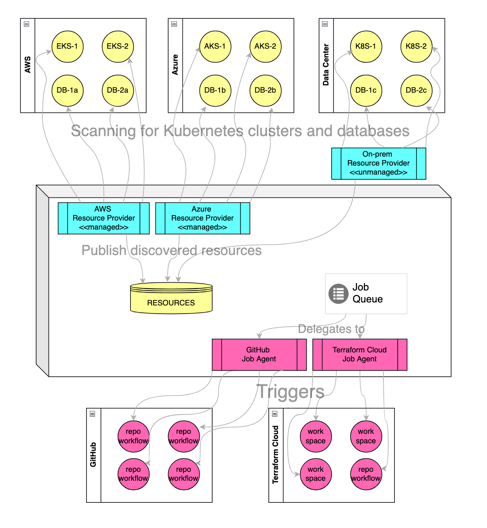 AWS
EKS-1
EKS-2
DB-1a
DB-2a
Azure
AKS-1
AKS-2
DB-1b
DB-2b
Data Center
K8S-1
K8S-2
DB-1c
DB-2c
Scanning for Kubernetes clusters and databases
On-prem
Resource Provider
<<unmanaged>>
AWS
Resource Provider
<<managed>>
Azure
Resource Provider
<<managed>>
Publish discovered resources
RESOURCES
Job
Queue
Delegates to
GitHub
Job Agent
Terraform Cloud
Job Agent
Triggers
GitHub
repo
workflow
repo
workflow
repo
workflow
repo
workflow
Terraform Cloud
work
space
work
space
work
space
repo
workflow